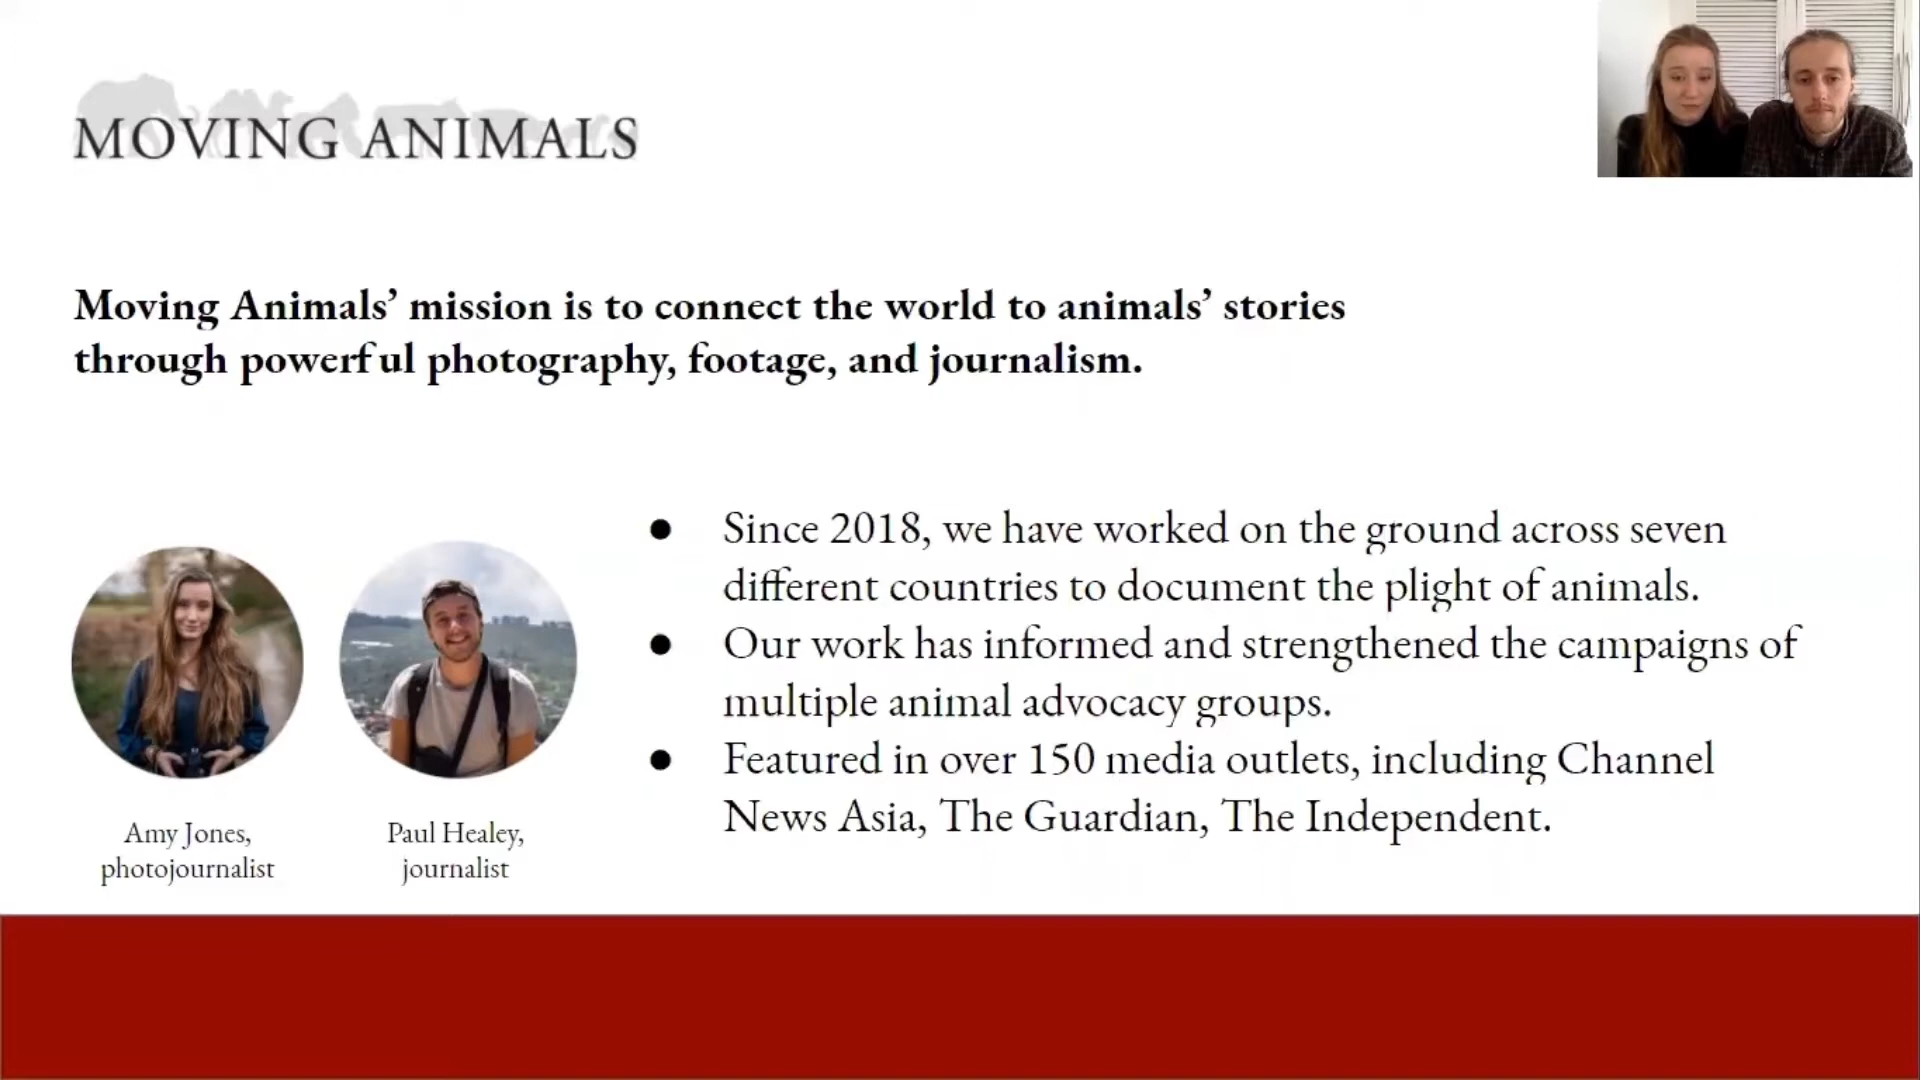 MOVING ANIMALS
Moving Animals’ mission is to connect the world to animals’ stories
through powerful photography, footage, and journalism.
● Since 2018, we have worked on the ground across seven
different countries to document the plight of animals.
● Our work has informed and strengthened the campaigns of
multiple animal advocacy groups.
● Featured in over 150 media outlets, including Channel
News Asia, The Guardian, The Independent.
Amy Jones,
photojournalist
Paul Healey,
journalist